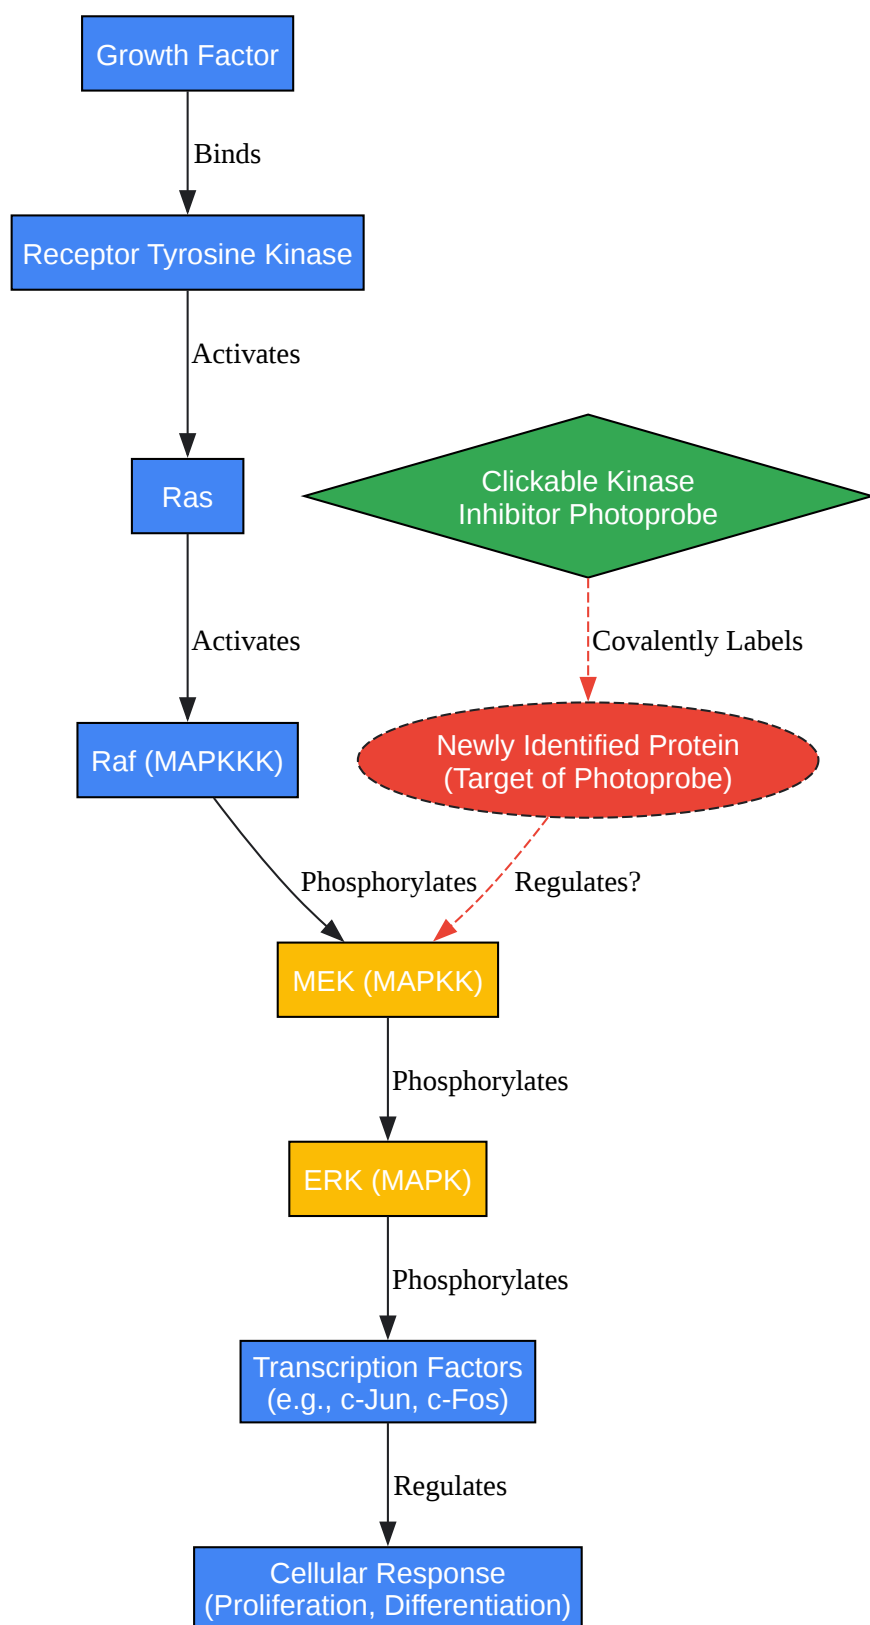 Growth Factor
Binds
Receptor Tyrosine Kinase
Activates
Ras
Clickable Kinase
Inhibitor Photoprobe
Activates
Covalently Labels
Raf (MAPKKK)
Newly Identified Protein
(Target of Photoprobe)
Phosphorylates
Regulates?
MEK (MAPKK)
Phosphorylates
ERK (MAPK)
Phosphorylates
Transcription Factors
(e.g., c-Jun, c-Fos)
Regulates
Cellular Response
(Proliferation, Differentiation)